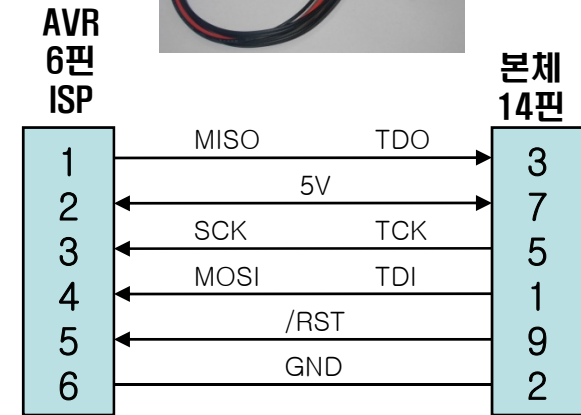 AVR
6핀
ISP
본체
14핀
1 MISO TDO 3
2 5V 7
3 SCK TCK 5
4 MOSI TDI 1
5 /RST 9
6 GND 2